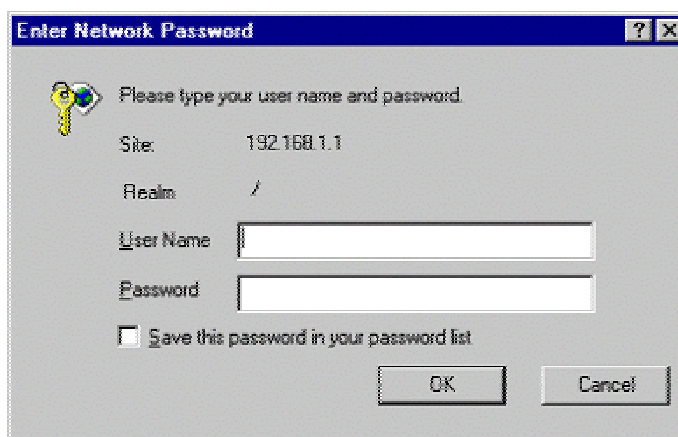 Enter Network Password
Please type your user name and password.
Site: 192.168.1.1
Realm /
User Name
Password
Save this password in your password list
OK Cancel